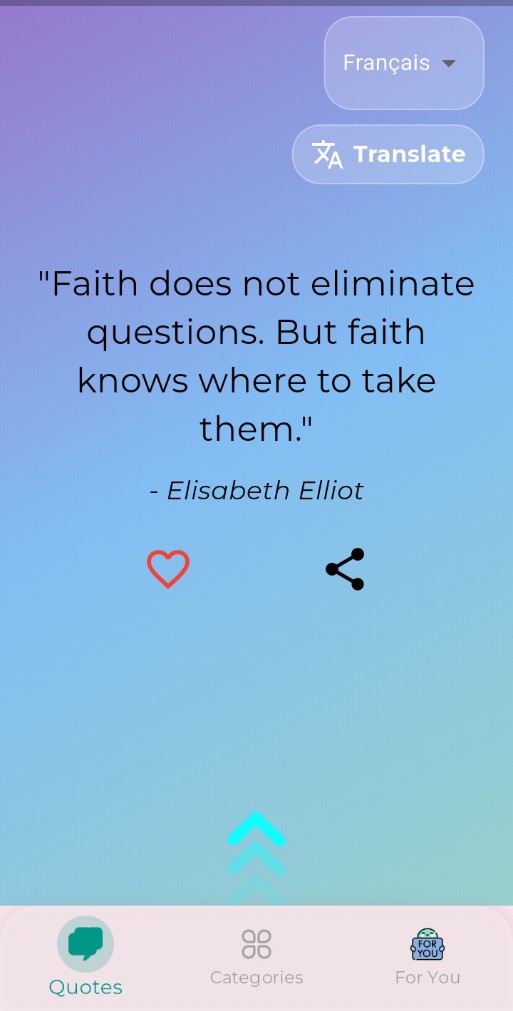 Français
Translate
"Faith does not eliminate
questions. But faith
knows where to take
them."
- Elisabeth Elliot
FOR
YOU
Quotes
Categories
For You